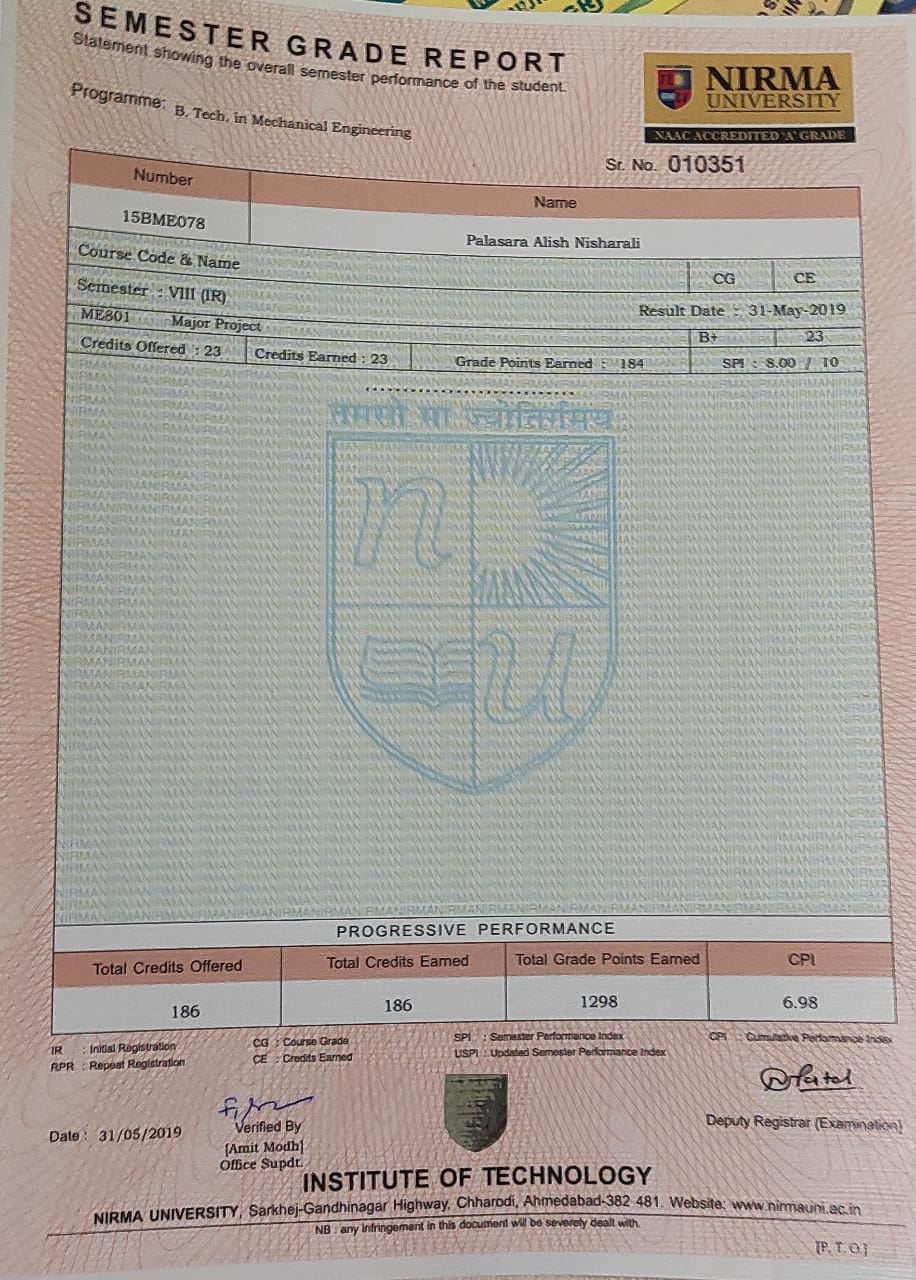 SEMESTER GRADE REPORT
Statement showing the overall semester performance of the student.
Programme: B. Tech. in Mechanical Engineering
NIRMA
UNIVERSITY
NAAC ACCREDITED 'A' GRADE
Sr. No. 010351
Number Name
15BME078 Palasara Alish Nisharali
Course Code & Name CG CE
Semester : VIII (IR) Result Date : 31-May-2019
ME801 Major Project B+ 23
Credits Offered : 23 Credits Earned : 23 Grade Points Earned : 184 SPI : 8.00 / 10
तमसो मा ज्योतिर्गमय
n
u
PROGRESSIVE PERFORMANCE
Total Credits Offered Total Credits Earned Total Grade Points Earned CPI
186 186 1298 6.98
IR : Initial Registration CG : Course Grade SPI : Semester Performance Index CPI : Cumulative Performance Index
RPR : Repeat Registration CE : Credits Earned USPI : Updated Semester Performance Index
Date : 31/05/2019
Verified By
[Amit Modh]
Office Supdt.
Deputy Registrar (Examination)
INSTITUTE OF TECHNOLOGY
NIRMA UNIVERSITY, Sarkhej-Gandhinagar Highway, Chharodi, Ahmedabad-382 481. Website: www.nirmauni.ac.in
NB : any infringement in this document will be severely dealt with.
[P. T. O.]